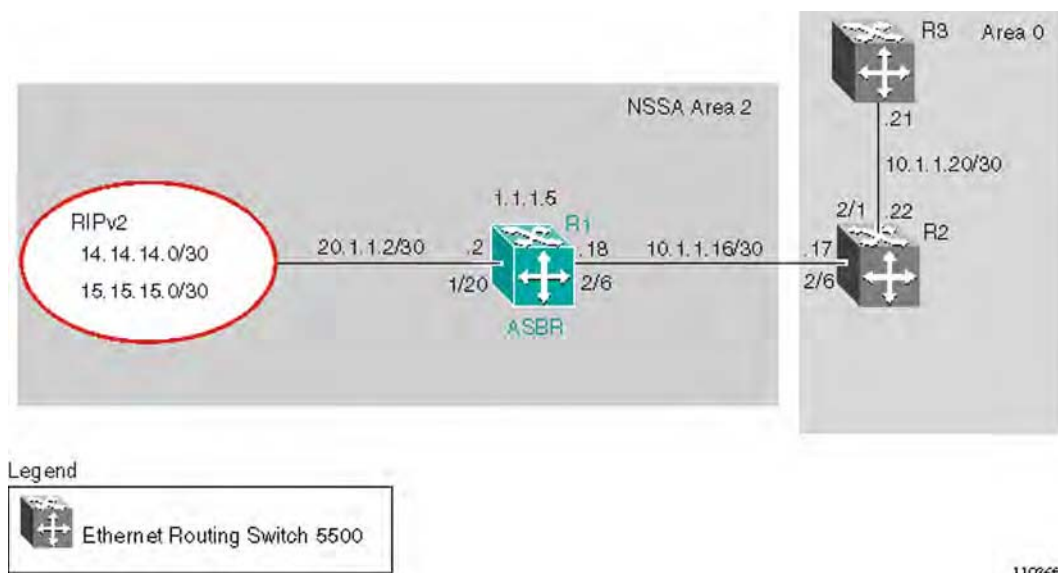 R3 Area 0
NSSA Area 2
.21
10.1.1.20/30
1.1.1.5
2/1 .22
RIPv2
R1
R2
14.14.14.0/30
20.1.1.2/30 .2
.18 10.1.1.16/30 .17
15.15.15.0/30
1/20
2/6
2/6
ASBR
Legend
Ethernet Routing Switch 5500